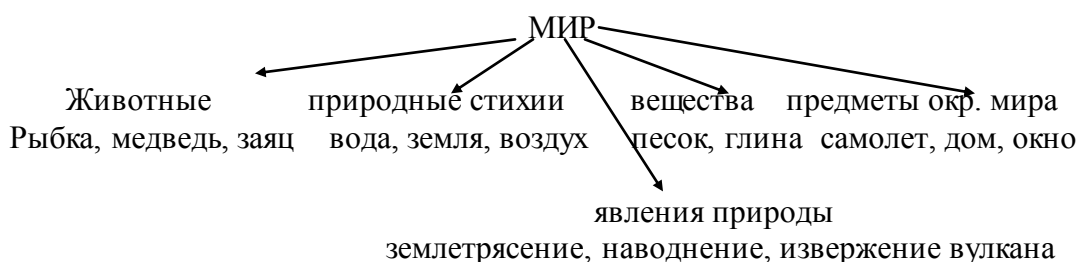 МИР
Животные природные стихии вещества предметы окр. мира
Рыбка, медведь, заяц вода, земля, воздух песок, глина самолет, дом, окно
явления природы
землетрясение, наводнение, извержение вулкана